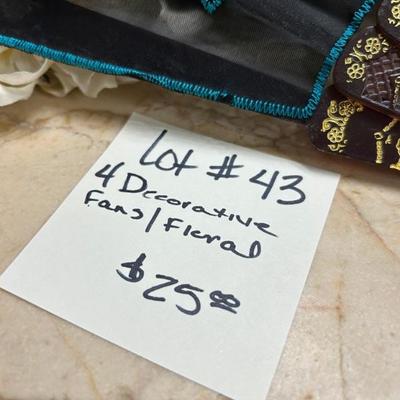 Lot # 43
4 Decorative
Fans/Floral
$25.00